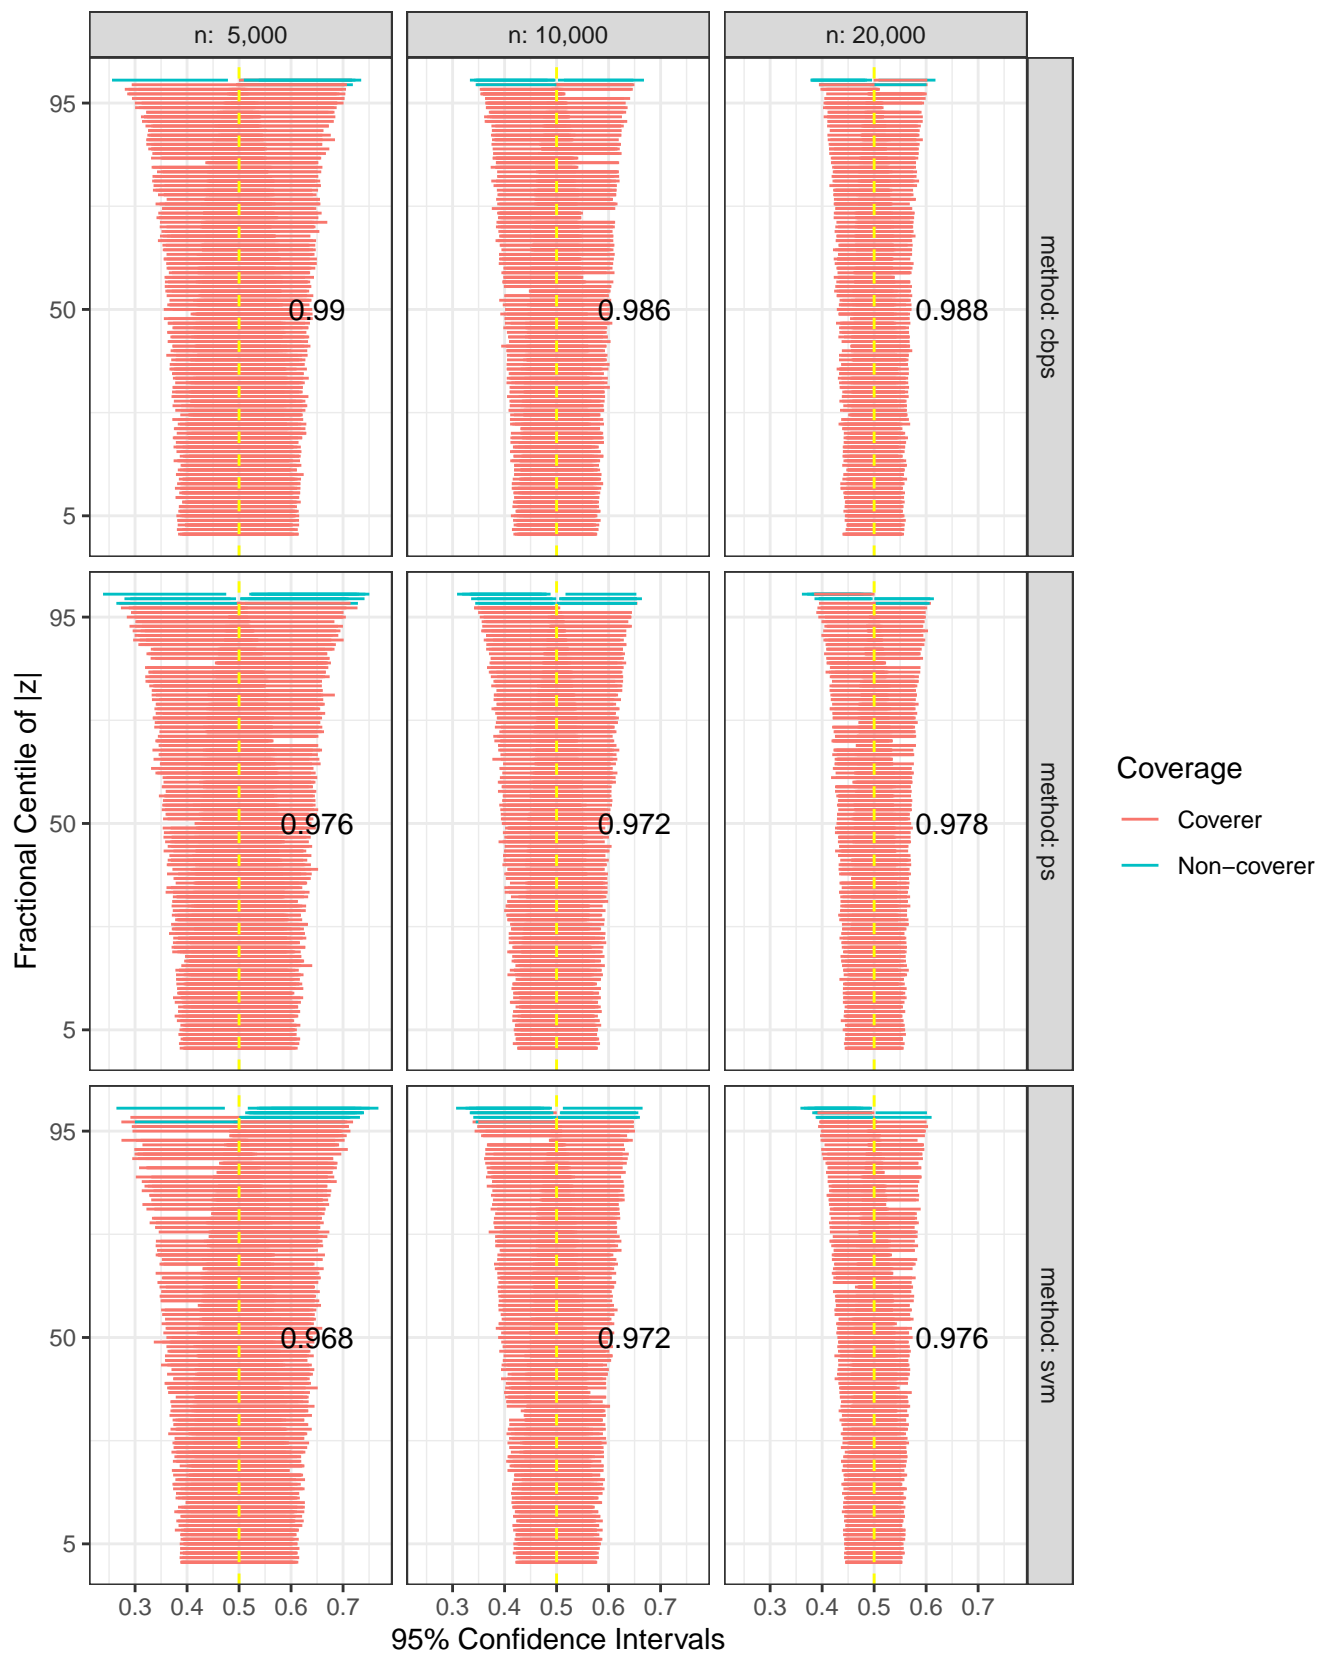 n:  5,000
n: 10,000
n: 20,000
95
50
5
0.99
0.986
0.988
method: cbps
95
50
5
0.976
0.972
0.978
method: ps
95
50
5
0.968
0.972
0.976
method: svm
0.3 0.4 0.5 0.6 0.7
0.3 0.4 0.5 0.6 0.7
0.3 0.4 0.5 0.6 0.7
95% Confidence Intervals
Fractional Centile of |z|
Coverage
Coverer
Non−coverer